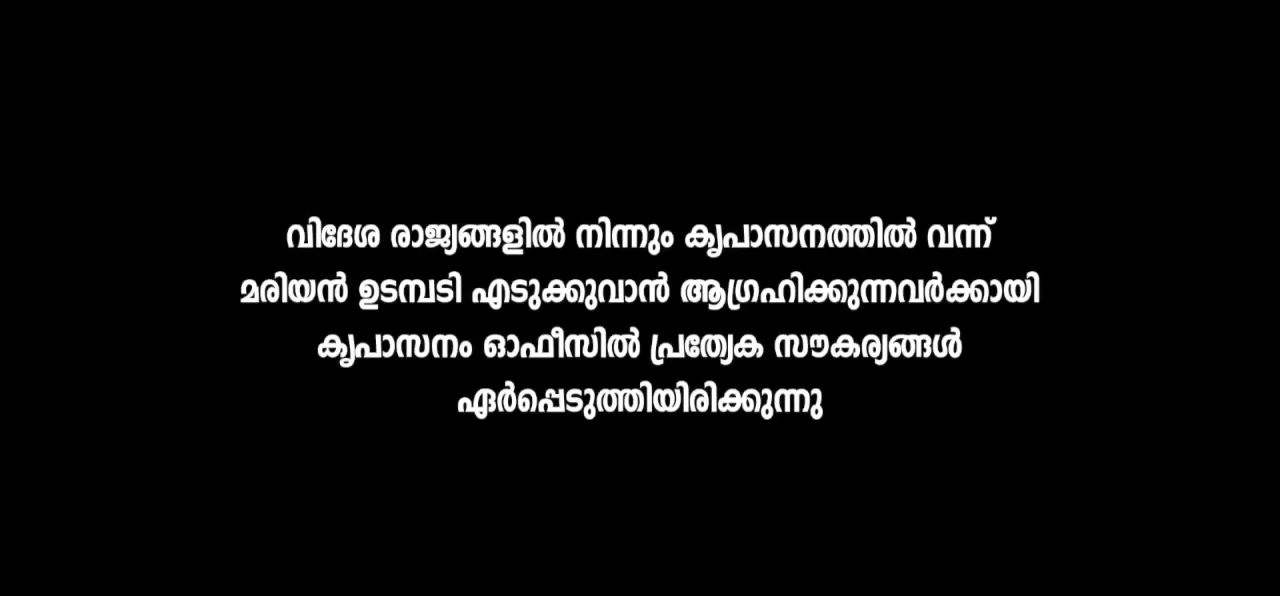 വിദേശ രാജ്യങ്ങളിൽ നിന്നും കൃപാസനത്തിൽ വന്ന്
മരിയൻ ഉടമ്പടി എടുക്കുവാൻ ആഗ്രഹിക്കുന്നവർക്കായി
കൃപാസനം ഓഫീസിൽ പ്രത്യേക സൗകര്യങ്ങൾ
ഏർപ്പെടുത്തിയിരിക്കുന്നു